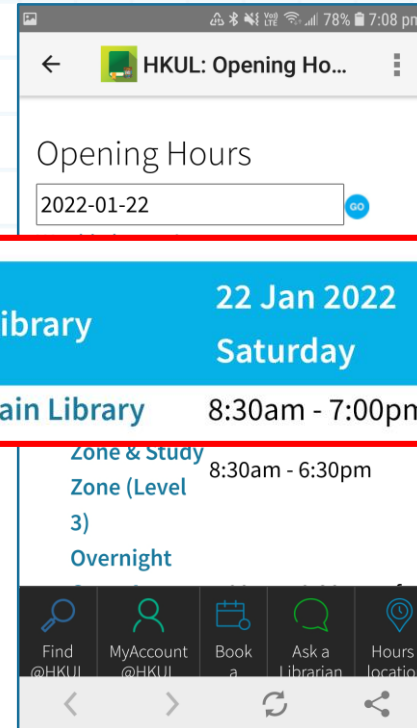 78% 7:08 pm
HKUL: Opening Ho...
Opening Hours
2022-01-22
GO
ibrary 22 Jan 2022
Saturday
ain Library 8:30am - 7:00pm
Zone & Study
Zone (Level 8:30am - 6:30pm
3)
Overnight
Find MyAccount Book Ask a Hours
@HKUL @HKUL a Librarian locatio